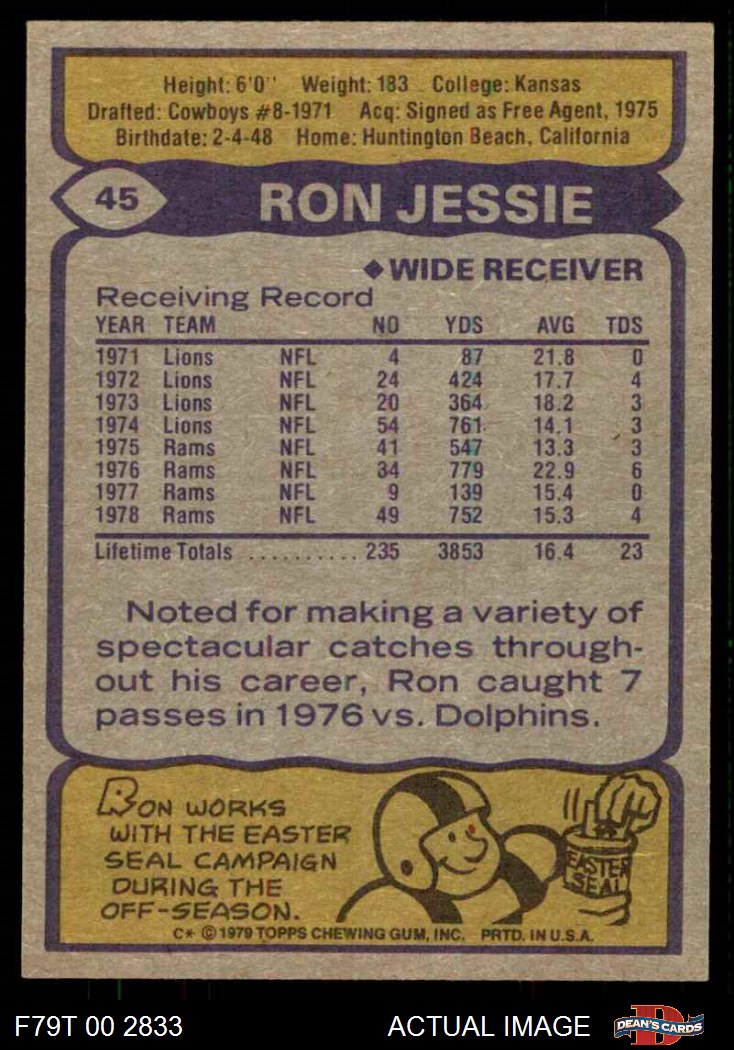 Height: 6'0" Weight: 183 College: Kansas
Drafted: Cowboys #8-1971 Acq: Signed as Free Agent, 1975
Birthdate: 2-4-48 Home: Huntington Beach, California
45 RON JESSIE
◆WIDE RECEIVER
Receiving Record
YEAR TEAM NO YDS AVG TDS
1971 Lions NFL 4 87 21.8 0
1972 Lions NFL 24 424 17.7 4
1973 Lions NFL 20 364 18.2 3
1974 Lions NFL 54 761 14.1 3
1975 Rams NFL 41 547 13.3 3
1976 Rams NFL 34 779 22.9 6
1977 Rams NFL 9 139 15.4 0
1978 Rams NFL 49 752 15.3 4
Lifetime Totals .......... 235 3853 16.4 23
Noted for making a variety of
spectacular catches through-
out his career, Ron caught 7
passes in 1976 vs. Dolphins.
RON WORKS
WITH THE EASTER
SEAL CAMPAIGN
DURING THE
OFF-SEASON.
EASTER
SEAL
C* © 1979 TOPPS CHEWING GUM, INC. PRTD. IN U.S.A.
F79T 00 2833 ACTUAL IMAGE D DEAN'S CARDS